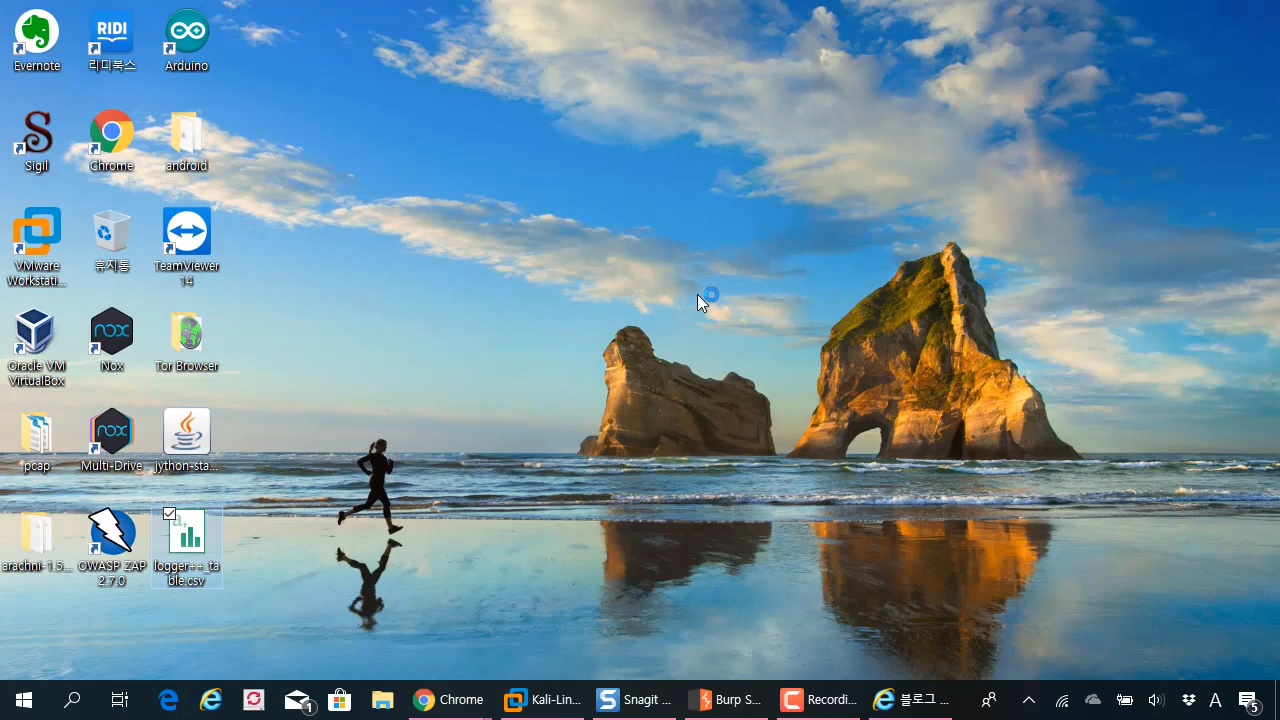 Evernote
리디북스
Arduino
RIDI
Sigil
Chrome
android
VMware
Workstati...
휴지통
TeamViewer
14
Oracle VM
VirtualBox
nox
Nox
Tor Browser
pcap
nox
Multi-Drive
jython-sta...
arachni-1.5...
OWASP ZAP
2.7.0
a,
logger++_ta
ble.csv
1
Chrome
Kali-Lin...
Snagit ...
Burp S...
Recordi...
블로그 ...
A
5